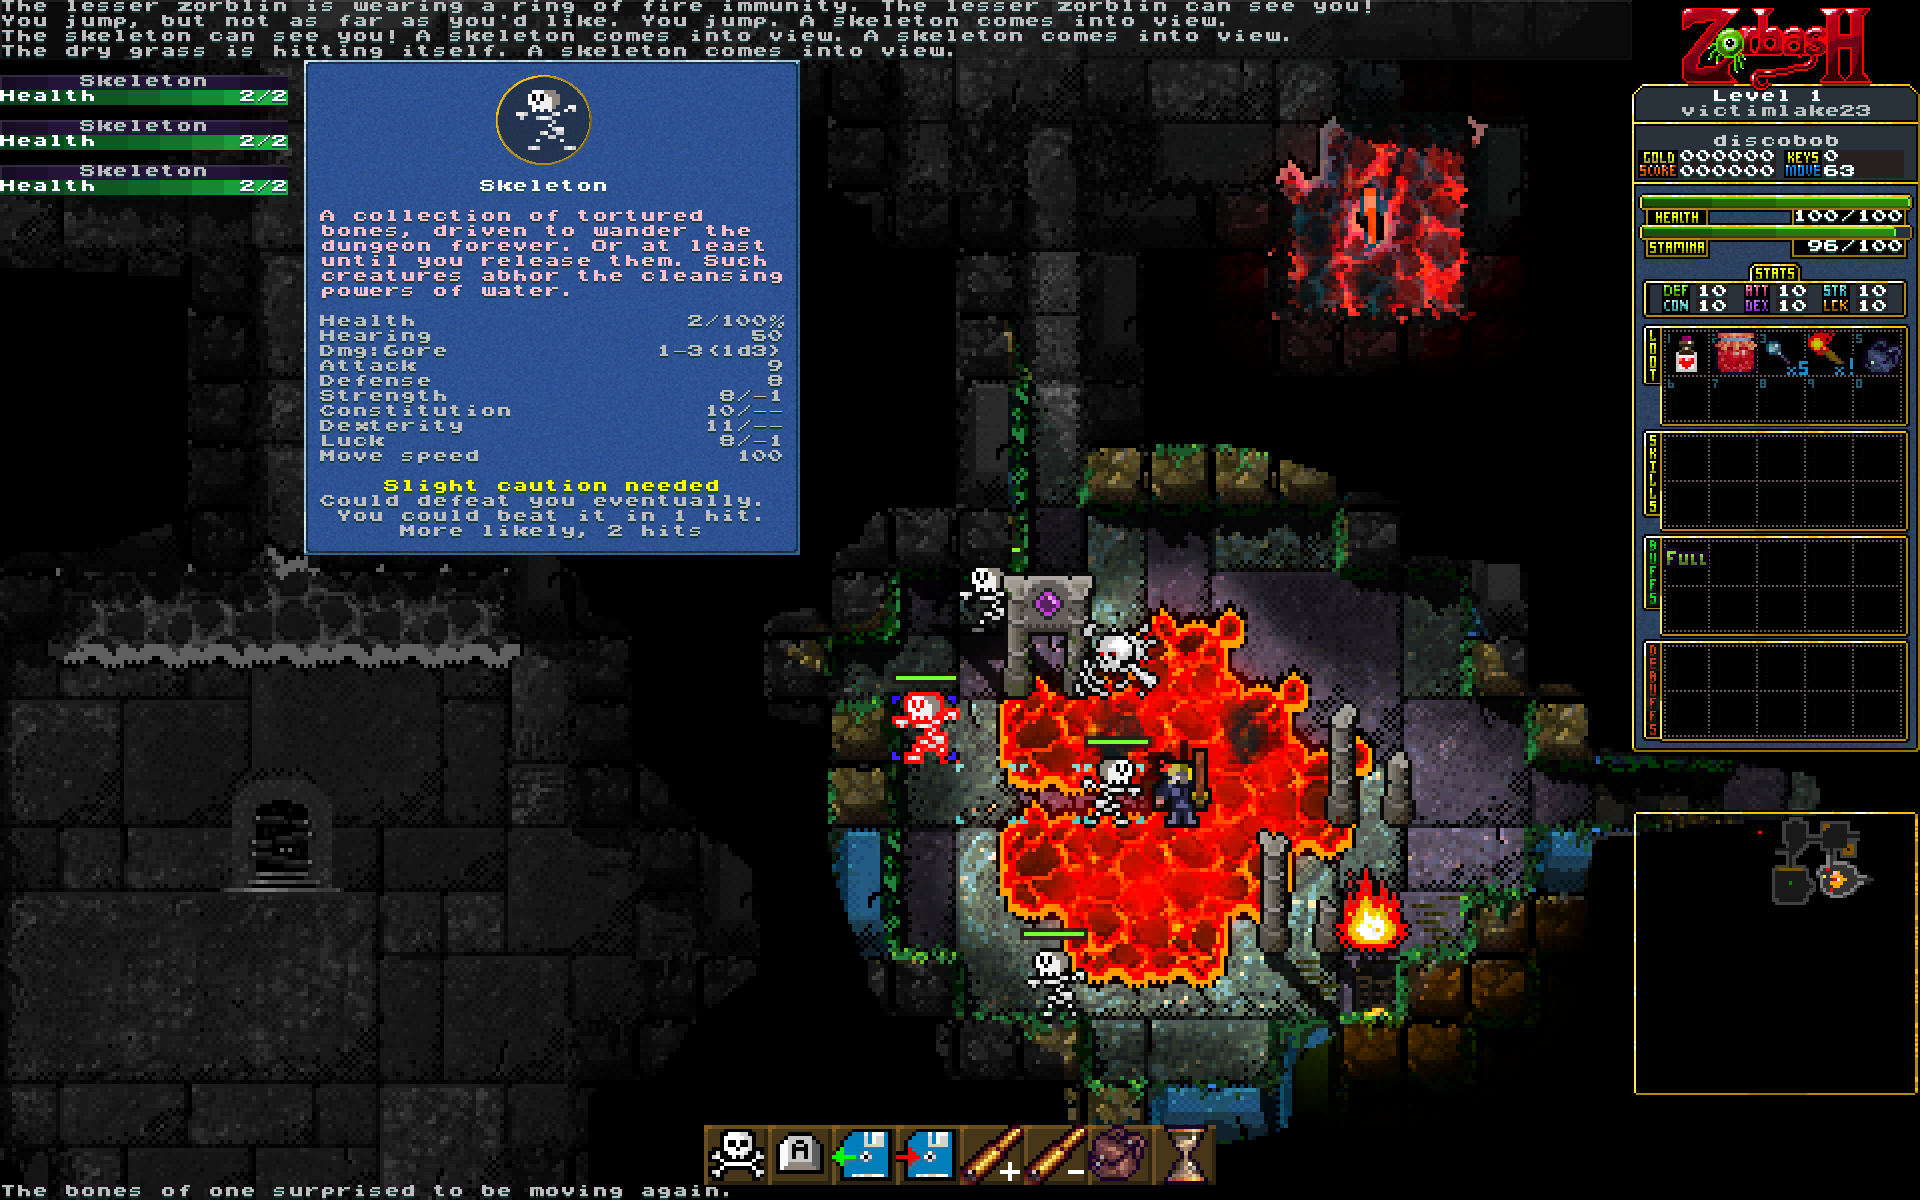 The lesser zorblin is wearing a ring of fire immunity. The lesser zorblin can see you!
You jump, but not as far as you'd like. You jump. A skeleton comes into view.
The skeleton can see you! A skeleton comes into view. A skeleton comes into view.
The dry grass is hitting itself. A skeleton comes into view.
Skeleton
Health 2/2
Skeleton
Health 2/2
Skeleton
Health 2/2
Skeleton
A collection of tortured
bones, driven to wander the
dungeon forever. Or at least
until you release them. Such
creatures abhor the cleansing
powers of water.
Health 2/100%
Hearing 50
Dmg:Gore 1-3(1d3)
Attack 9
Defense 8
Strength 8/-1
Constitution 10/--
Dexterity 11/--
Luck 8/-1
Move speed 100
Slight caution needed
Could defeat you eventually.
You could beat it in 1 hit.
More likely, 2 hits
Zorbash
Level 1
victimlake23
discobob
GOLD 000000 KEYS 0
SCORE 000000 MOVE 63
HEALTH 100/100
STAMINA 96/100
STATS
DEF 10 ATT 10 STR 10
CON 10 DEX 10 LCK 10
LOOT
1 5
x5 x!
6 7 8 9 0
SKILLS
BUFFS
Full
DEBUFFS
The bones of one surprised to be moving again.